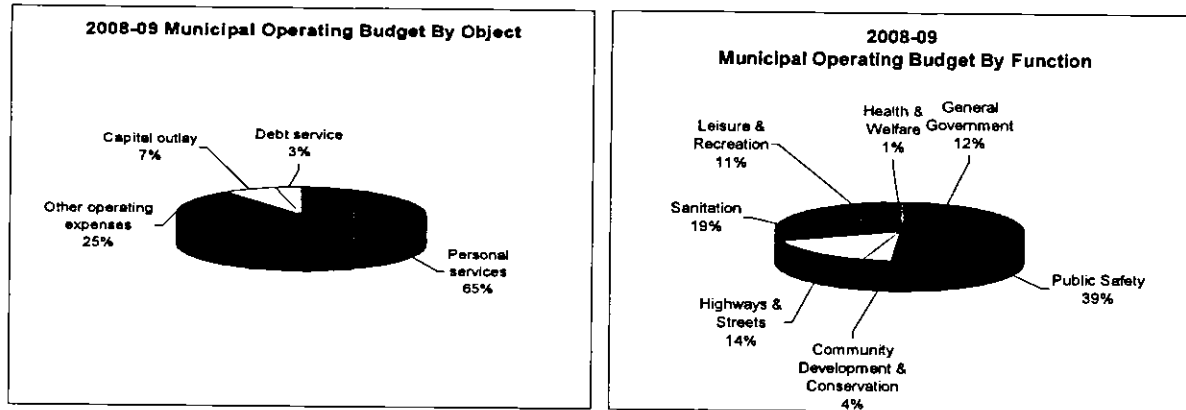 2008-09 Municipal Operating Budget By Object
Capital outlay
7%
Debt service
3%
Other operating
expenses
25%
Personal
services
65%
2008-09
Municipal Operating Budget By Function
Leisure &
Recreation
11%
Health &
Welfare
1%
General
Government
12%
Sanitation
19%
Public Safety
39%
Highways &
Streets
14%
Community
Development &
Conservation
4%